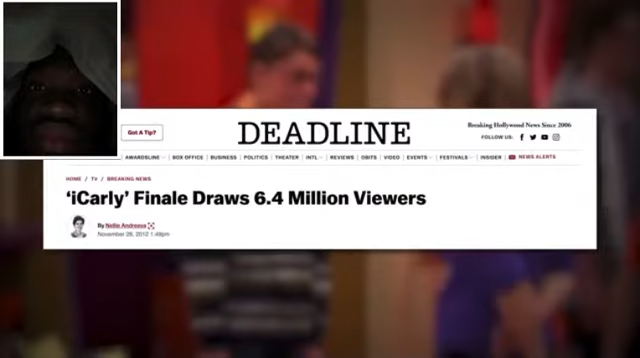 Got A Tip?
DEADLINE
Breaking Hollywood News Since 2006
FOLLOW US:
AWARDSLINE BOX OFFICE BUSINESS POLITICS THEATER INTL REVIEWS OBITS VIDEO EVENTS FESTIVALS INSIDER NEWS ALERTS
HOME / TV / BREAKING NEWS
‘iCarly’ Finale Draws 6.4 Million Viewers
By Nellie Andreeva
November 26, 2012 1:49pm